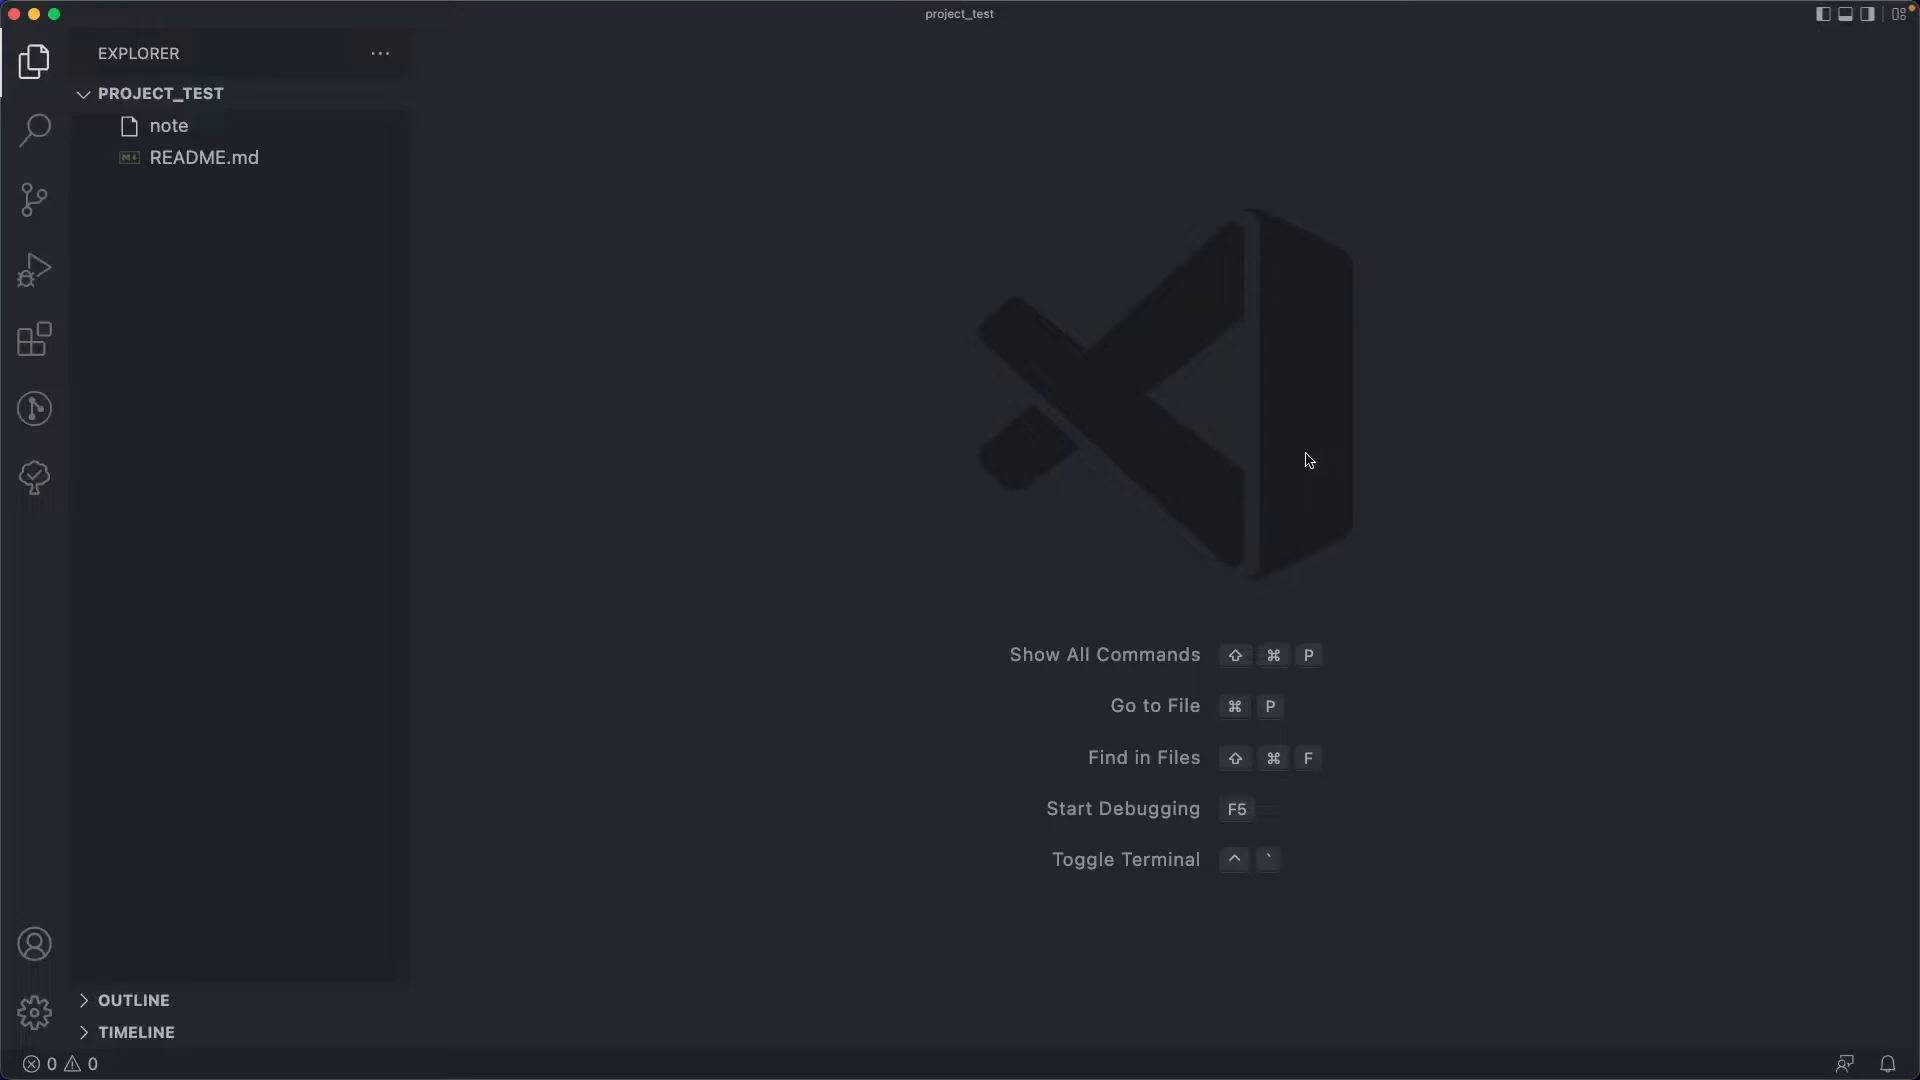 project_test
EXPLORER
PROJECT_TEST
note
README.md
Show All Commands ⇧ ⌘ P
Go to File ⌘ P
Find in Files ⇧ ⌘ F
Start Debugging F5
Toggle Terminal ^ `
OUTLINE
TIMELINE
0 0